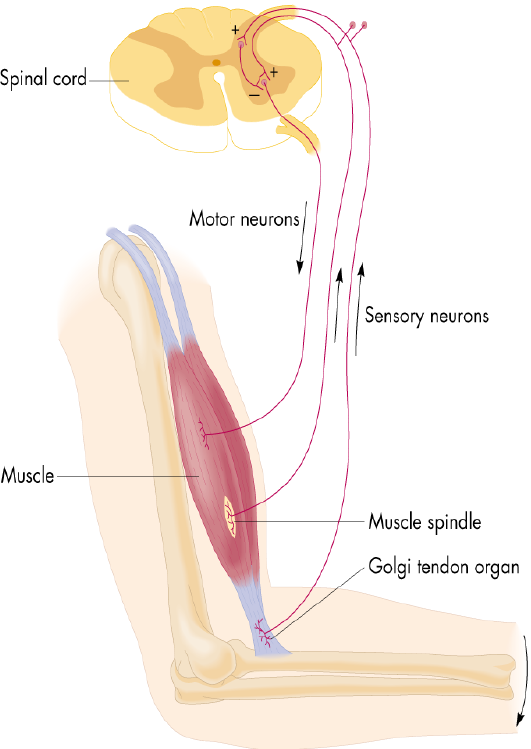 +
+
Spinal cord
–
Motor neurons
Sensory neurons
Muscle
Muscle spindle
Golgi tendon organ